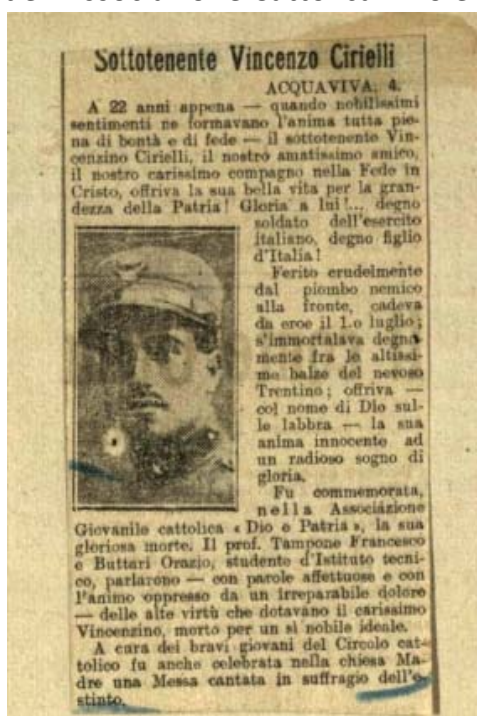 Sottotenente Vincenzo Cirielli
ACQUAVIVA, 4.
A 22 anni appena — quando nobilissimi
sentimenti ne formavano l'anima tutta pie-
na di bontà e di fede — il sottotenente Vin-
cenzino Cirielli, il nostro amatissimo amico,
il nostro carissimo compagno nella Fede in
Cristo, offriva la sua bella vita per la gran-
dezza della Patria! Gloria a lui!... degno
soldato dell'esercito
italiano, degno figlio
d'Italia!
Ferito crudelmente
dal piombo nemico
alla fronte, cadeva
da eroe il 1.o luglio;
s'immortalava degna-
mente fra le altissi-
me balze del nevoso
Trentino; offriva —
col nome di Dio sul-
le labbra — la sua
anima innocente ad
un radioso sogno di
gloria.
Fu commemorata,
nella Associazione
Giovanile cattolica « Dio e Patria », la sua
gloriosa morte. Il prof. Tampone Francesco
e Buttari Orazio, studente d'Istituto tecni-
co, parlarono — con parole affettuose e con
l'animo oppresso da un irreparabile dolore
— delle alte virtù che dotavano il carissimo
Vincenzino, morto per un sì nobile ideale.
A cura dei bravi giovani del Circolo cat-
tolico fu anche celebrata nella chiesa Ma-
dre una Messa cantata in suffragio dell'e-
stinto.